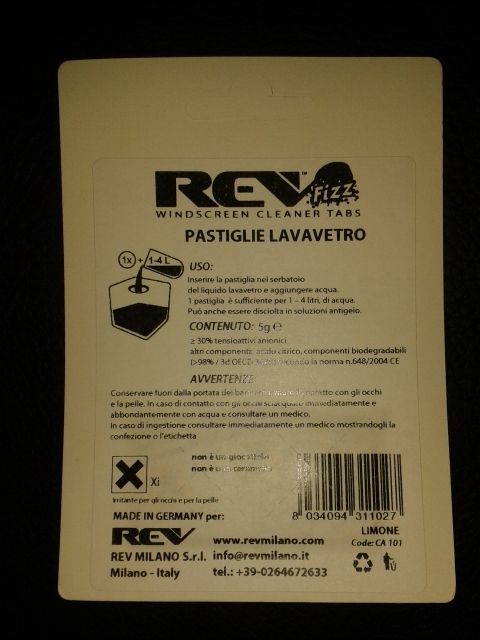 REV™ Fizz
WINDSCREEN CLEANER TABS
PASTIGLIE LAVAVETRO
1x + 1-4 L
USO:
Inserire la pastiglia nel serbatoio
del liquido lavavetro e aggiungere acqua.
1 pastiglia è sufficiente per 1 – 4 litri, di acqua.
Può anche essere disciolta in soluzioni antigelo.
CONTENUTO: 5g ℮
≥ 30% tensioattivi anionici
altri componenti: acido citrico, componenti biodegradabili
(>98% / 3d OECD secondo la norma n.648/2004 CE
AVVERTENZE
Conservare fuori dalla portata dei bambini. contatto con gli occhi
e la pelle. In caso di contatto con gli occhi sciacquare immediatamente e
abbondantemente con acqua e consultare un medico.
In caso di ingestione consultare immediatamente un medico mostrandogli la
confezione o l'etichetta
non è un giocattolo
non è una
Xi
Irritante per gli occhi e per la pelle
8 034094 311027
MADE IN GERMANY per:
LIMONE
REV
www.revmilano.com
Code: CA 101
REV MILANO S.r.l.
info@revmilano.it
Milano - Italy
tel.: +39-0264672633